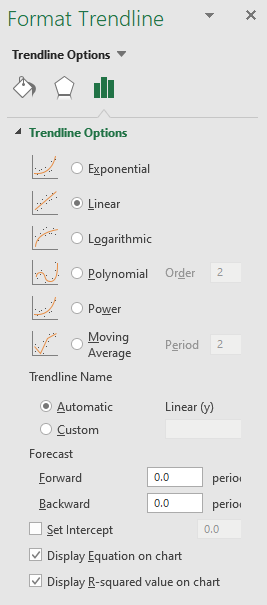 Format Trendline
Trendline Options
Trendline Options
Exponential
Linear
Logarithmic
Polynomial Order 2
Power
Moving
Average Period 2
Trendline Name
Automatic Linear (y)
Custom
Forecast
Forward 0.0 perio
Backward 0.0 perio
Set Intercept 0.0
Display Equation on chart
Display R-squared value on chart